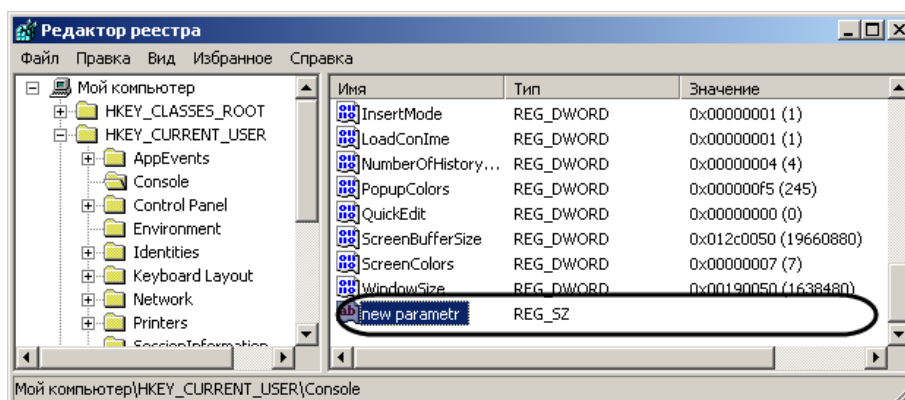 Редактор реестра
Файл Правка Вид Избранное Справка
Мой компьютер
HKEY_CLASSES_ROOT
HKEY_CURRENT_USER
AppEvents
Console
Control Panel
Environment
Identities
Keyboard Layout
Network
Printers
SessionInformation
Имя Тип Значение
InsertMode REG_DWORD 0x00000001 (1)
LoadConIme REG_DWORD 0x00000001 (1)
NumberOfHistory... REG_DWORD 0x00000004 (4)
PopupColors REG_DWORD 0x000000f5 (245)
QuickEdit REG_DWORD 0x00000000 (0)
ScreenBufferSize REG_DWORD 0x012c0050 (19660880)
ScreenColors REG_DWORD 0x00000007 (7)
WindowSize REG_DWORD 0x00190050 (1638480)
new parametr REG_SZ
Мой компьютер\HKEY_CURRENT_USER\Console